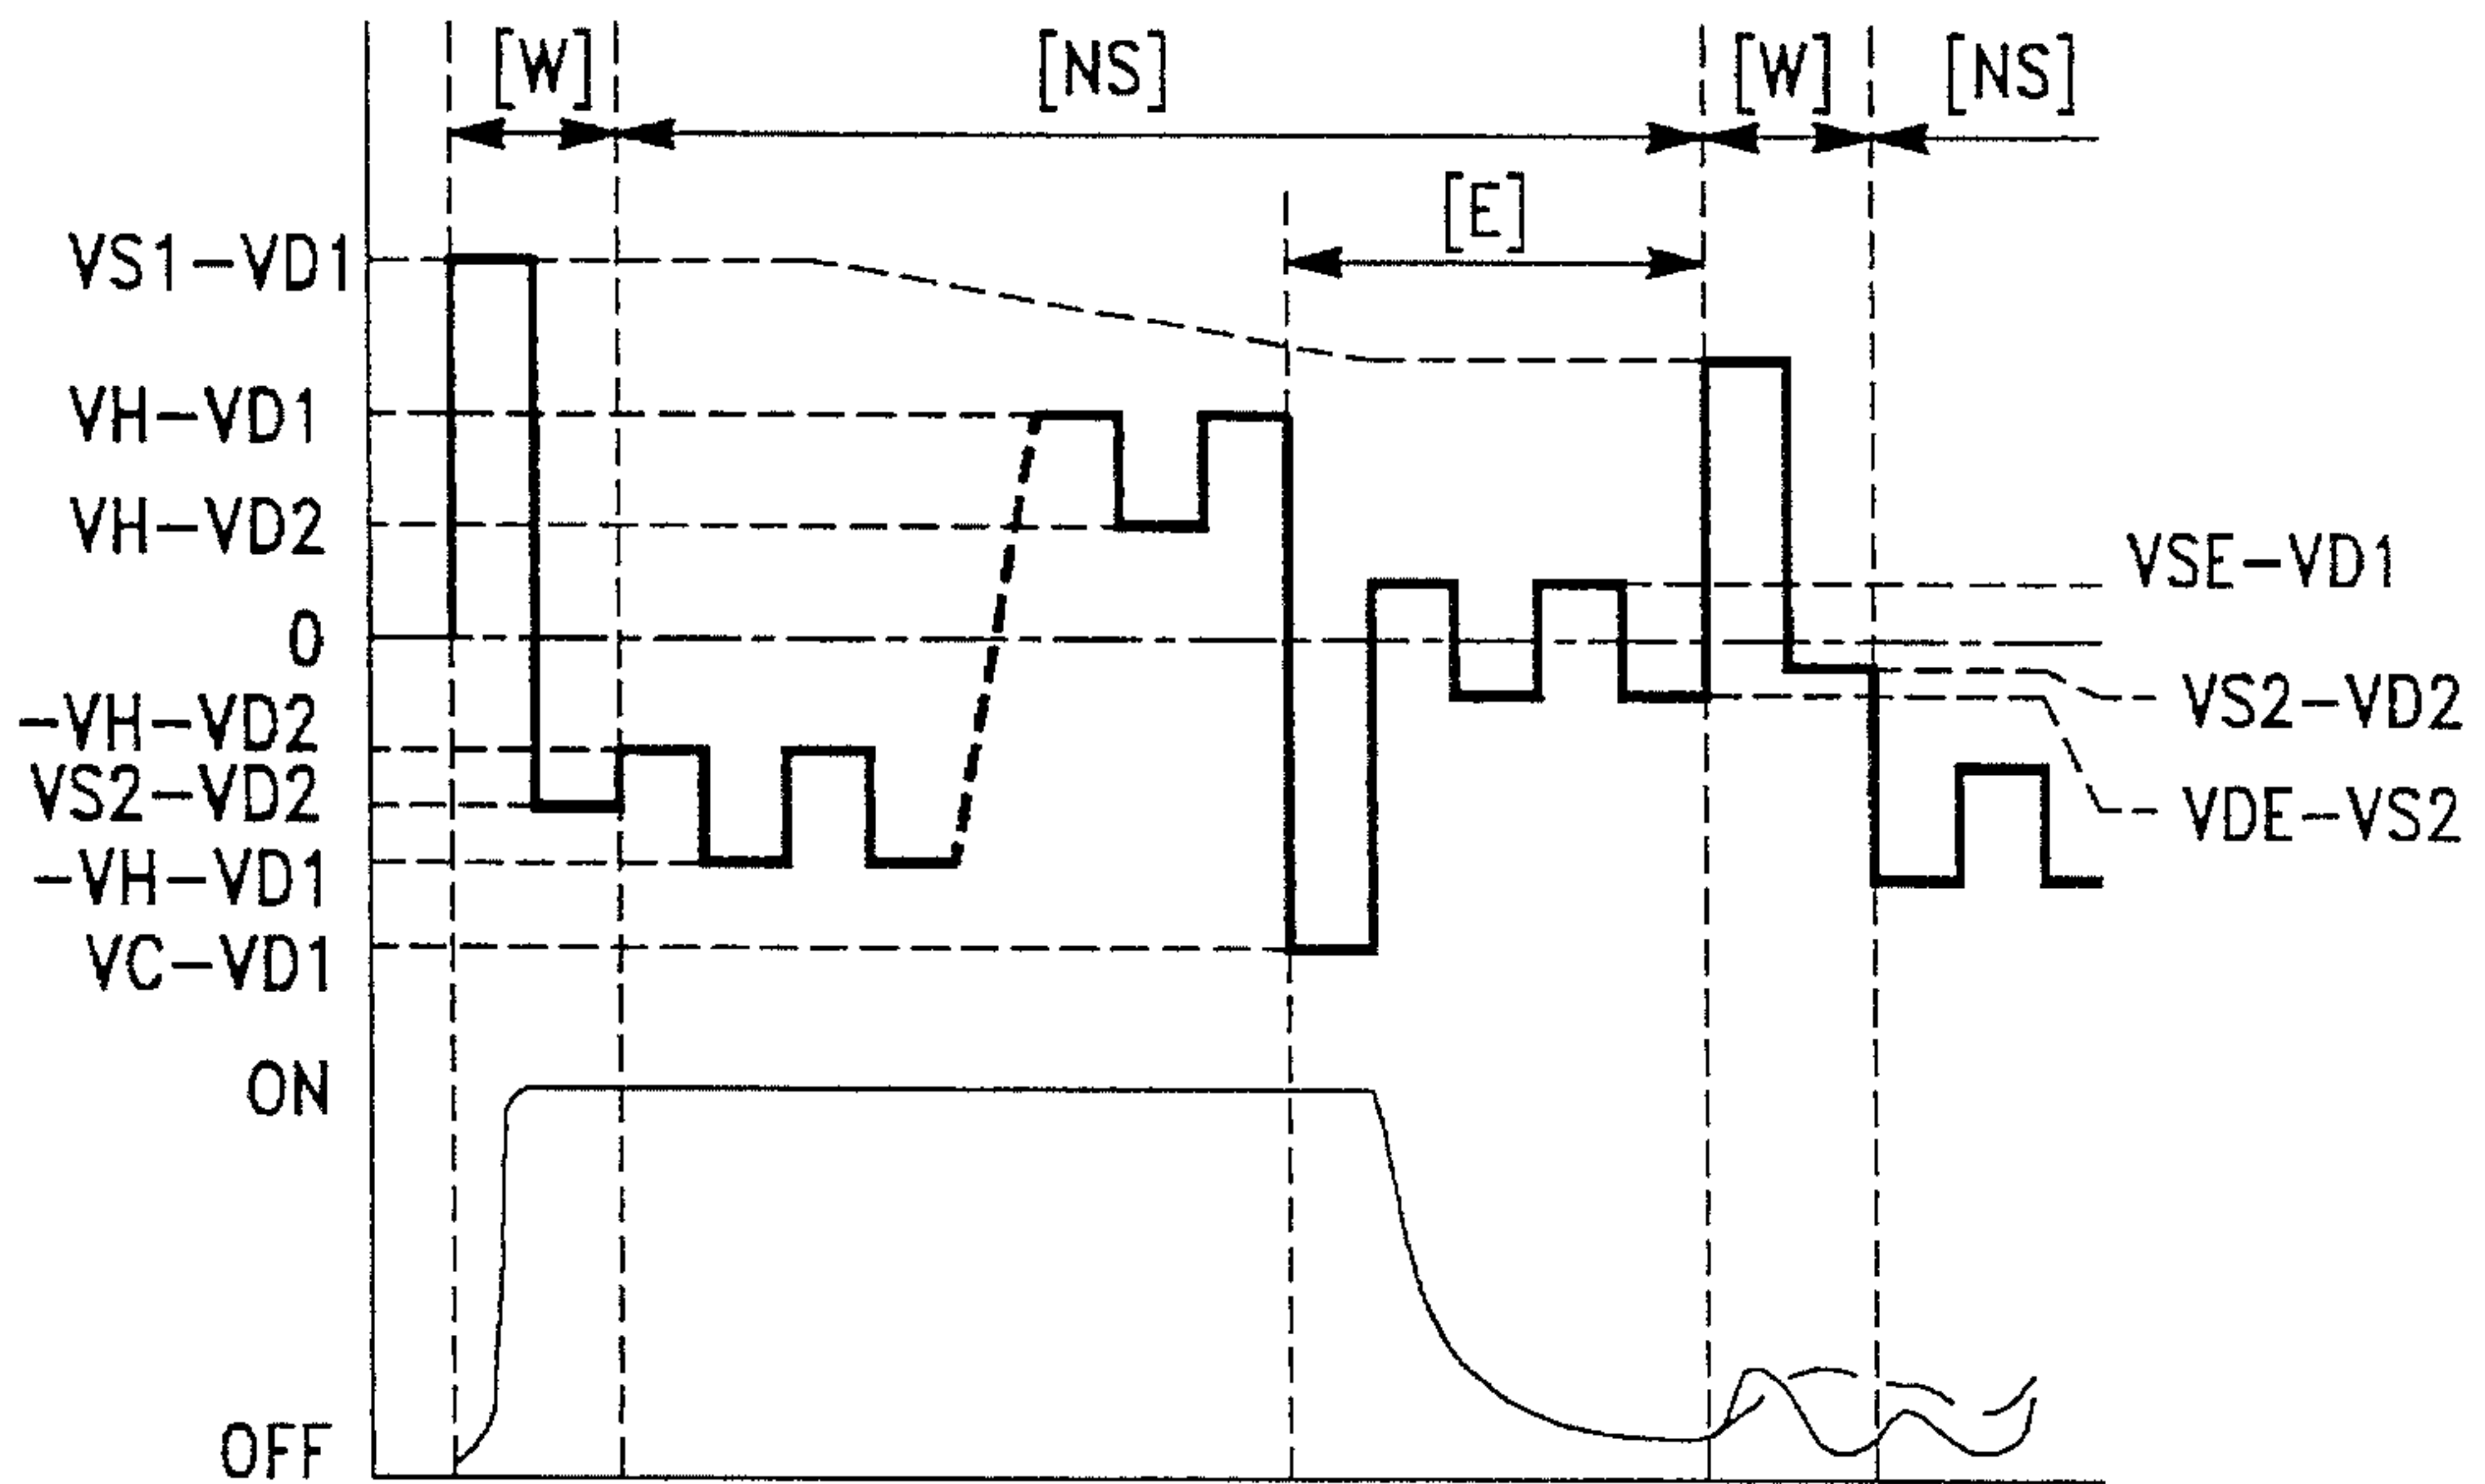 [W] [NS] [W] [NS]
[E]
VS1-VD1
VH-VD1
VH-VD2
VSE-VD1
0
-VH-VD2
VS2-VD2
VS2-VD2
VDE-VS2
-VH-VD1
VC-VD1
ON
OFF